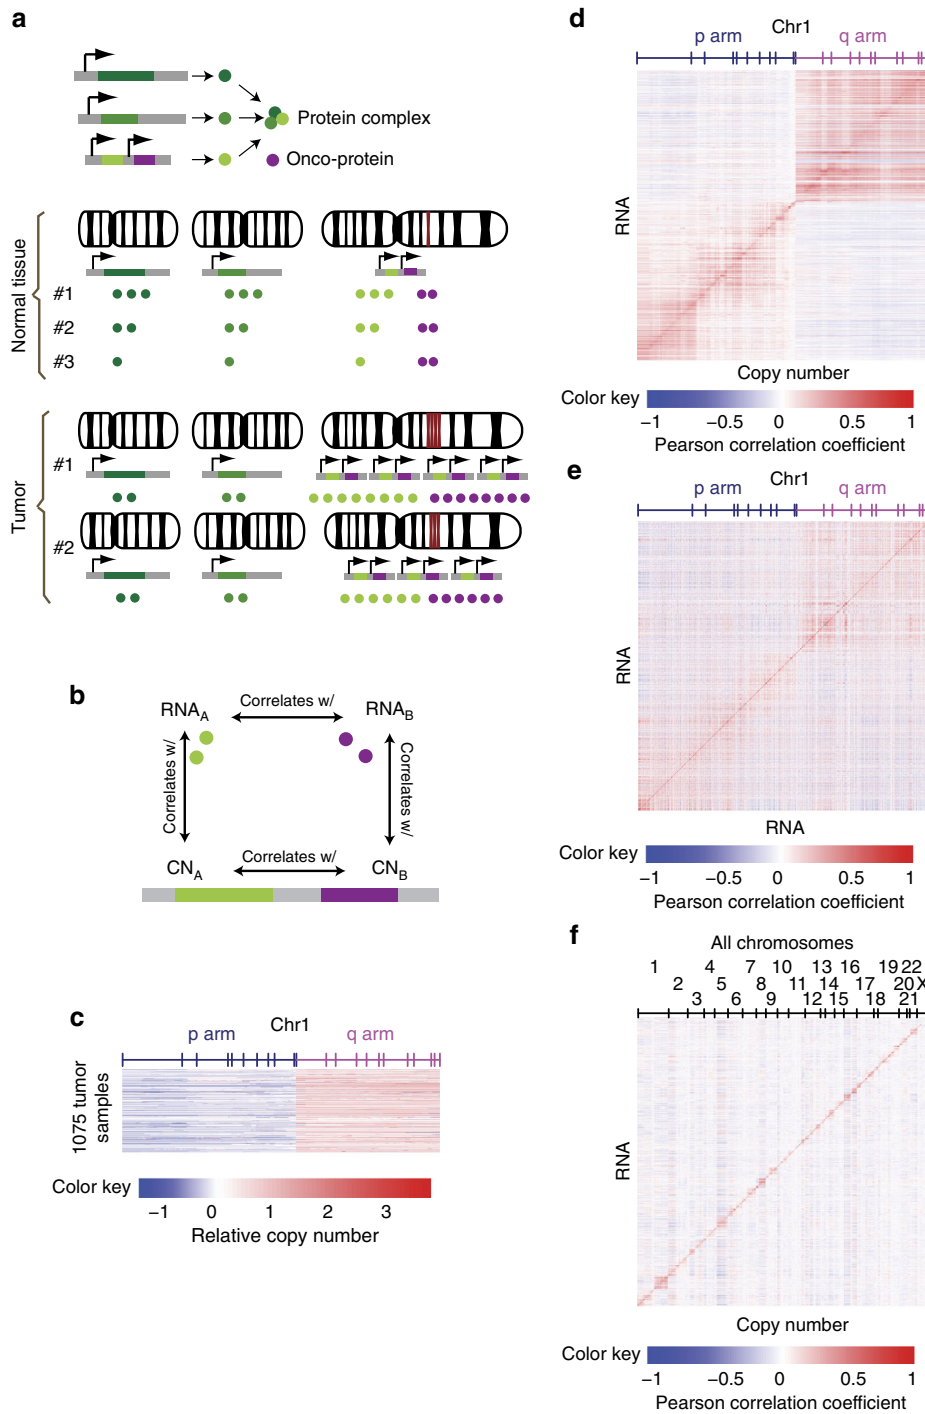 a
Protein complex
Onco-protein
Normal tissue
#1
#2
#3
Tumor
#1
#2
b
RNAA
Correlates w/
RNAB
Correlates w/
Correlates w/
CNA
Correlates w/
CNB
c
Chr1
p arm
q arm
1075 tumor
samples
Color key
−1 0 1 2 3
Relative copy number
d
Chr1
p arm
q arm
RNA
Copy number
Color key
−1 −0.5 0 0.5 1
Pearson correlation coefficient
e
Chr1
p arm
q arm
RNA
RNA
Color key
−1 −0.5 0 0.5 1
Pearson correlation coefficient
f
All chromosomes
1 4 7 10 13 16 19 22
2 5 8 11 14 17 20 X
3 6 9 12 15 18 21
RNA
Copy number
Color key
−1 −0.5 0 0.5 1
Pearson correlation coefficient